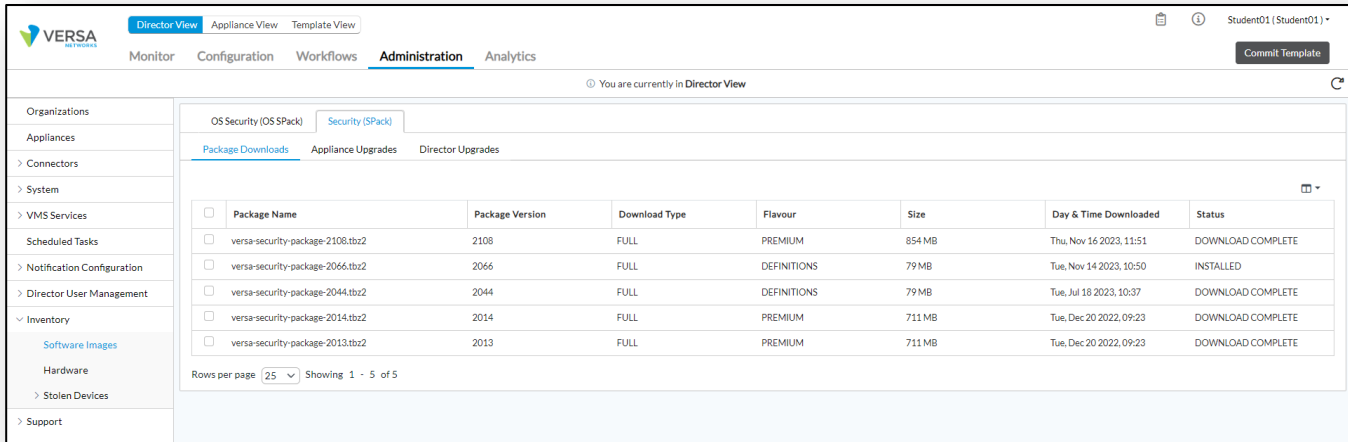 VERSA
NETWORKS
Director View Appliance View Template View
Student01 ( Student01 )
Monitor Configuration Workflows Administration Analytics
Commit Template
You are currently in Director View
Organizations
Appliances
Connectors
System
VMS Services
Scheduled Tasks
Notification Configuration
Director User Management
Inventory
Software Images
Hardware
Stolen Devices
Support
OS Security (OS SPack) Security (SPack)
Package Downloads Appliance Upgrades Director Upgrades
Package Name Package Version Download Type Flavour Size Day & Time Downloaded Status
versa-security-package-2108.tbz2 2108 FULL PREMIUM 854 MB Thu, Nov 16 2023, 11:51 DOWNLOAD COMPLETE
versa-security-package-2066.tbz2 2066 FULL DEFINITIONS 79 MB Tue, Nov 14 2023, 10:50 INSTALLED
versa-security-package-2044.tbz2 2044 FULL DEFINITIONS 79 MB Tue, Jul 18 2023, 10:37 DOWNLOAD COMPLETE
versa-security-package-2014.tbz2 2014 FULL PREMIUM 711 MB Tue, Dec 20 2022, 09:23 DOWNLOAD COMPLETE
versa-security-package-2013.tbz2 2013 FULL PREMIUM 711 MB Tue, Dec 20 2022, 09:23 DOWNLOAD COMPLETE
Rows per page 25 Showing 1 - 5 of 5